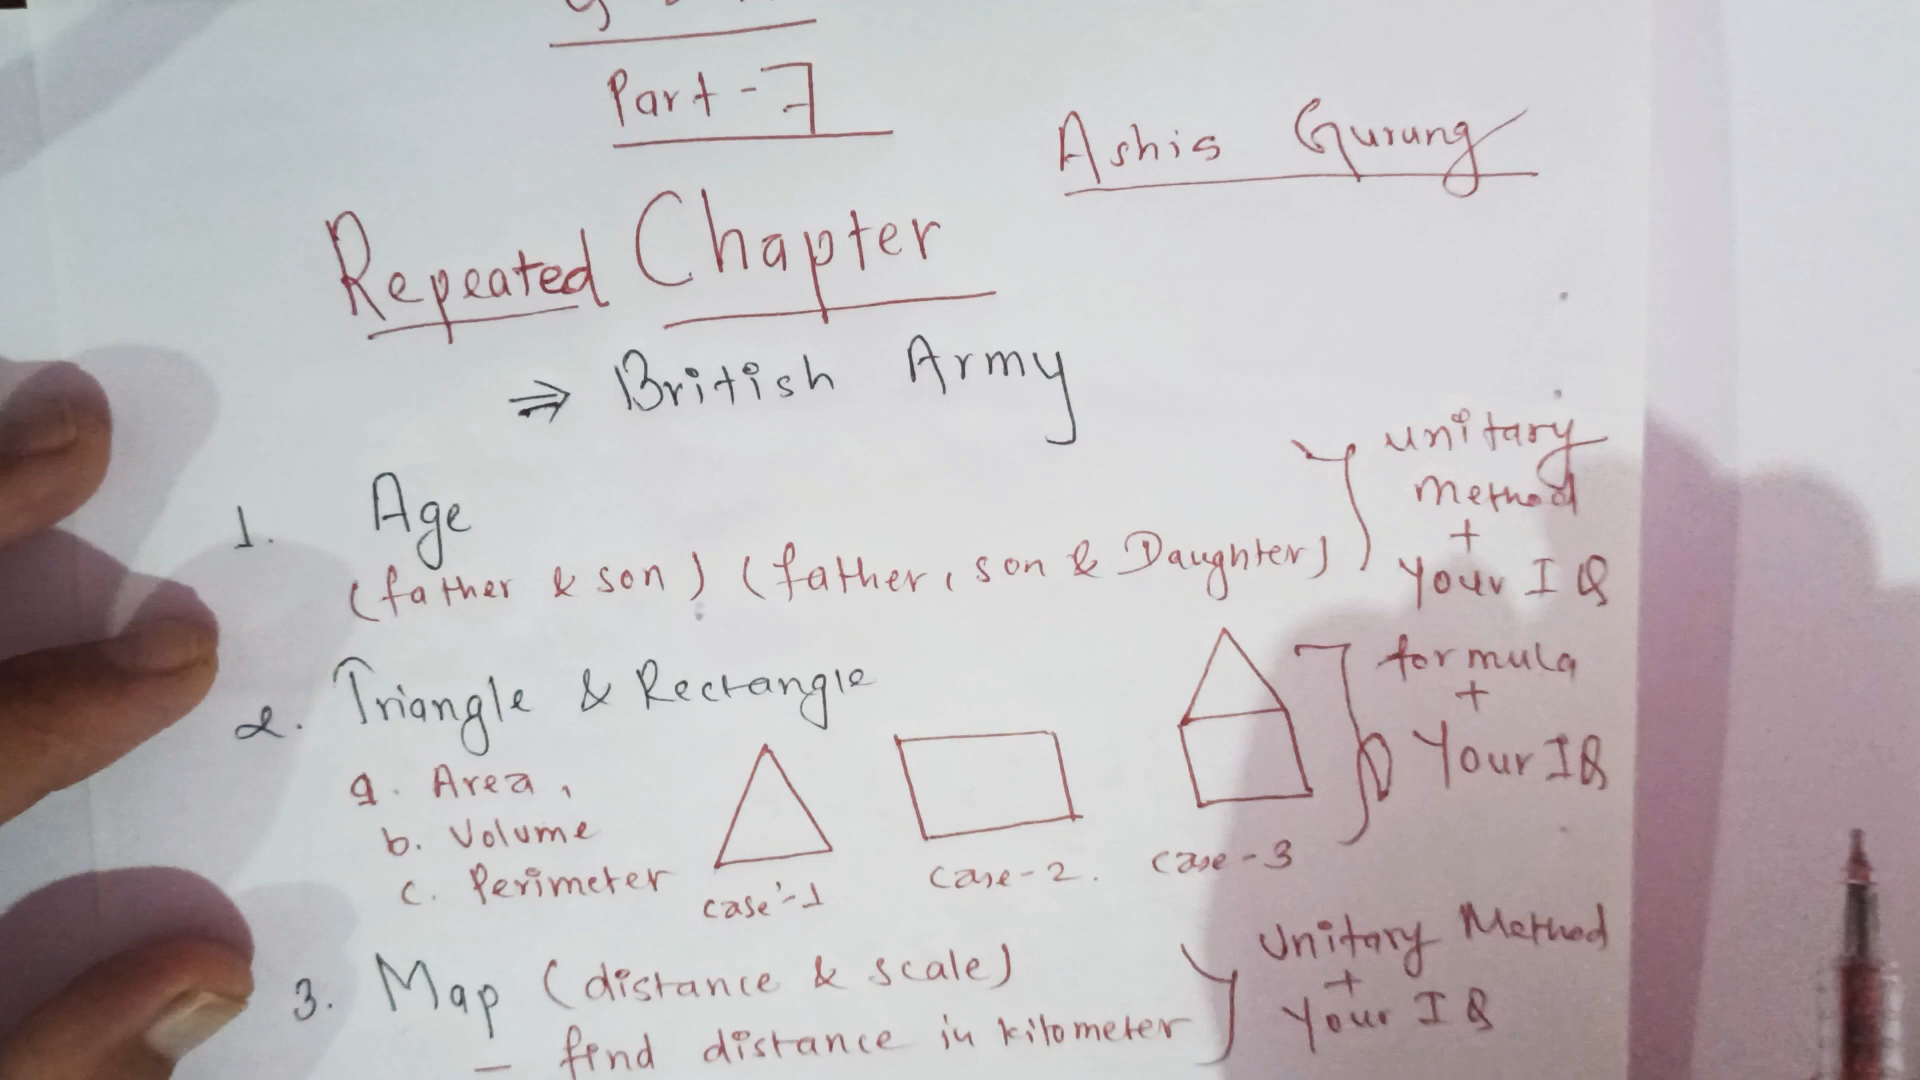 Part-7
Ashis Gurung
Repeated Chapter
⇒ British Army
1. Age
(father & son) (father, son & Daughter)
unitary
Method
+
Your IQ
2. Triangle & Rectangle
a. Area,
b. Volume
c. Perimeter
case-1
case-2.
case-3
formula
+
Your IQ
3. Map (distance & scale)
- find distance in kilometer
Unitary Method
+
Your IQ